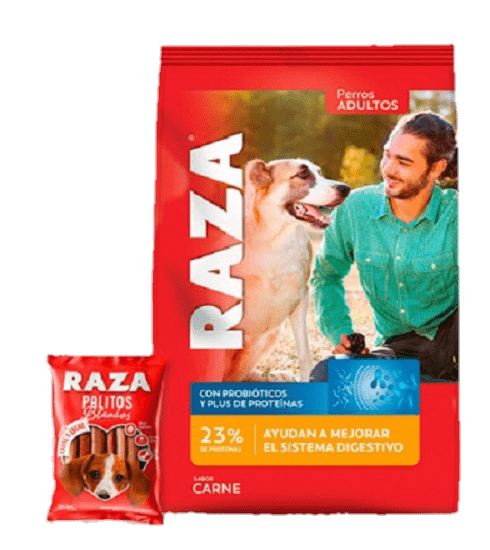 Perros
ADULTOS
RAZA
CON PROBIÓTICOS
Y PLUS DE PROTEÍNAS
23%
DE PROTEÍNAS
AYUDAN A MEJORAR
EL SISTEMA DIGESTIVO
SABOR
CARNE
RAZA
PALITOS
Blandos